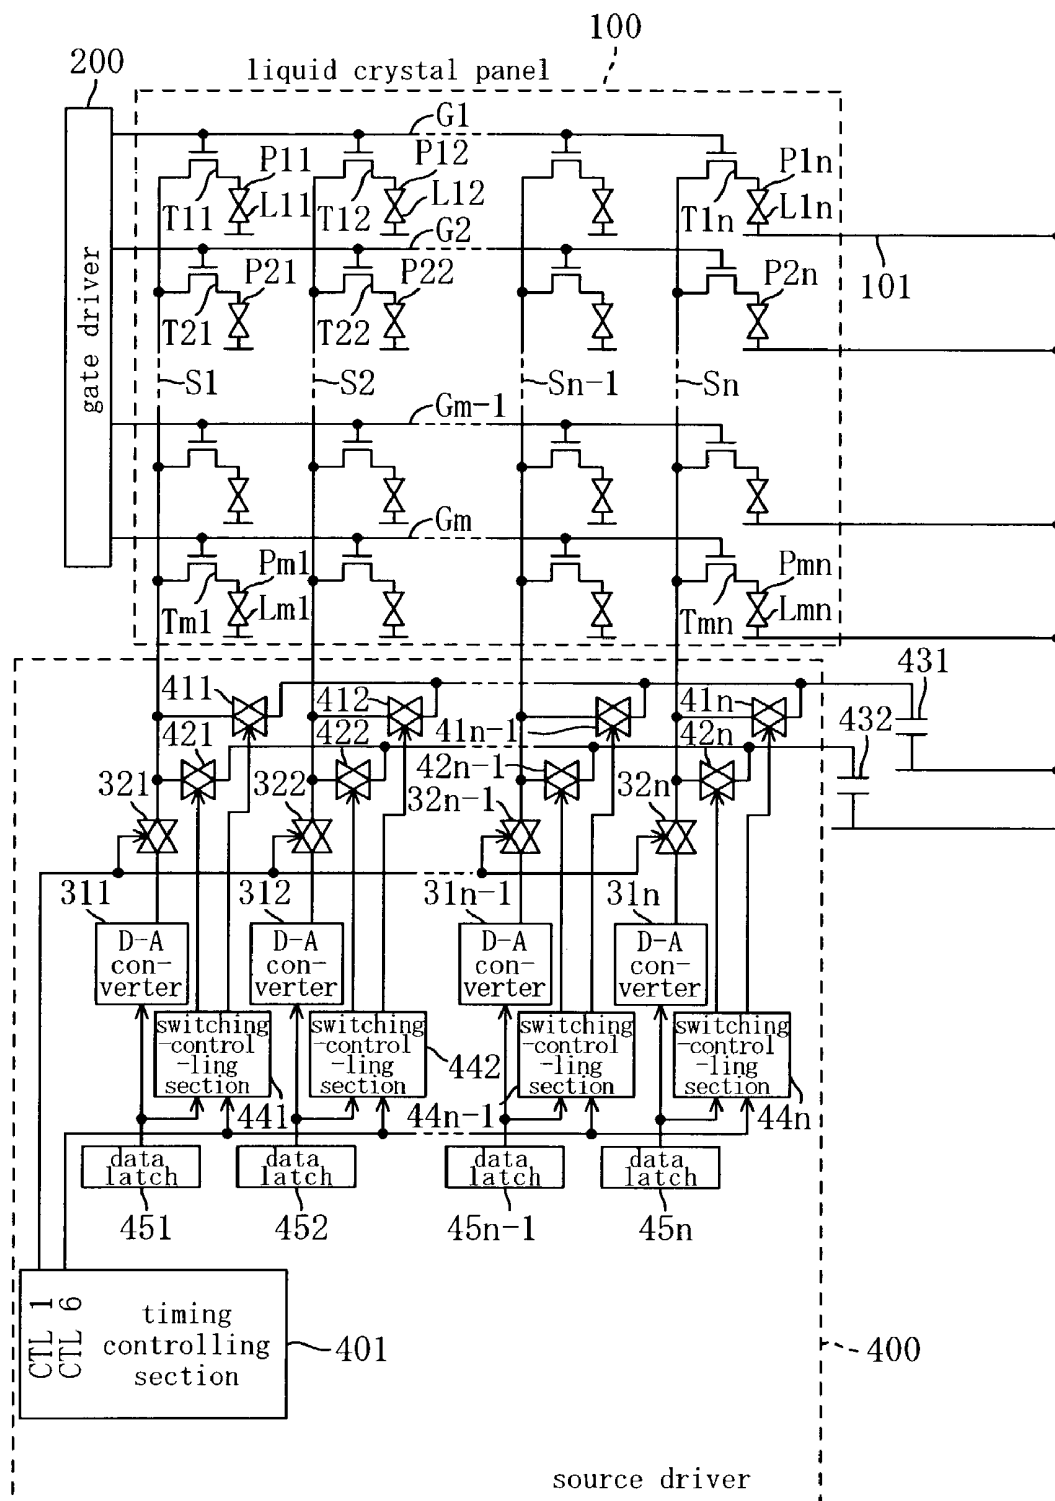 100
200
liquid crystal panel
G1
P11
P12
P1n
L11
L12
L1n
T11
T12
T1n
G2
101
P21
P22
P2n
T21
T22
gate driver
S1
S2
Sn-1
Sn
Gm-1
Gm
Pm1
Pmn
Lm1
Lmn
Tm1
Tmn
411
412
41n-1
41n
431
432
421
422
42n-1
42n
321
322
32n-1
32n
311
312
31n-1
31n
D-A
con-
verter
D-A
con-
verter
D-A
con-
verter
D-A
con-
verter
switching
-control
-ling
section
switching
-control
-ling
section
switching
-control
-ling
section
switching
-control
-ling
section
441
442
44n-1
44n
data
latch
data
latch
data
latch
data
latch
451
452
45n-1
45n
CTL 1
CTL 6
timing
controlling
section
401
400
source driver